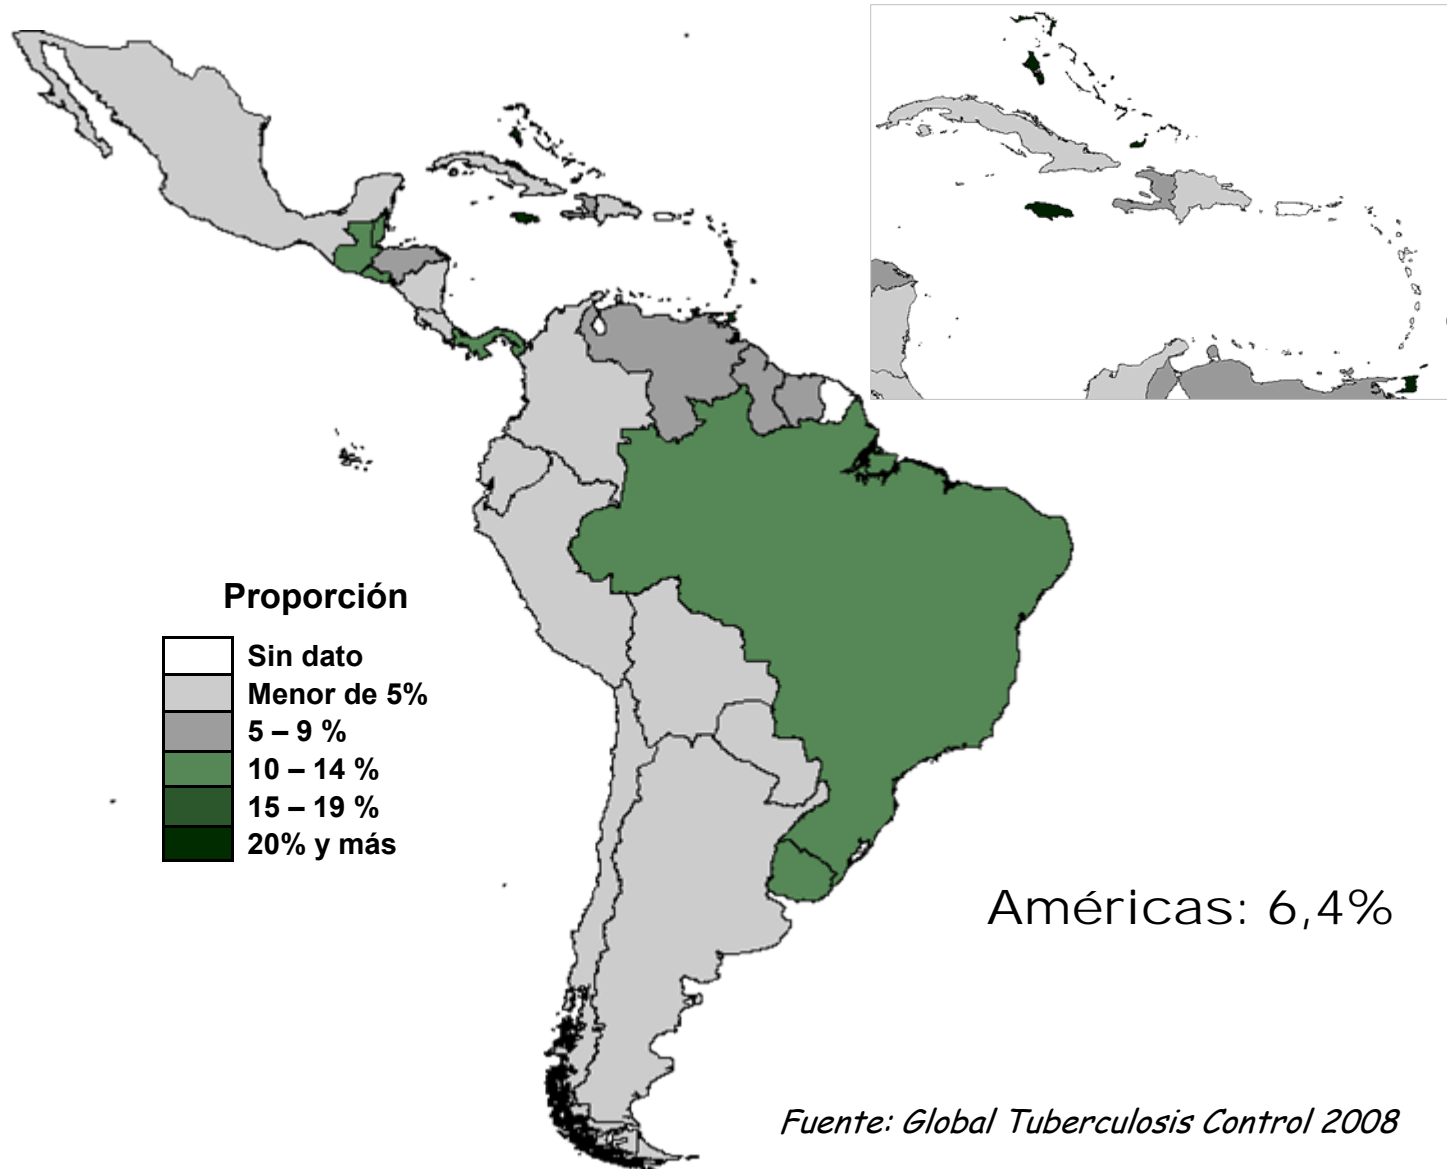 Proporción
Sin dato
Menor de 5%
5 – 9 %
10 – 14 %
15 – 19 %
20% y más
Américas: 6,4%
Fuente: Global Tuberculosis Control 2008